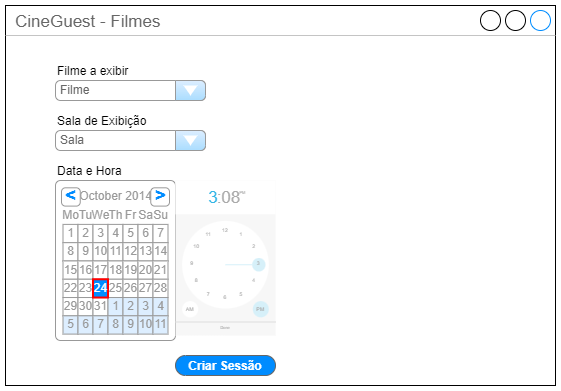 CineGuest - Filmes
Filme a exibir
Filme
Sala de Exibição
Sala
Data e Hora
< October 2014 >
Mo Tu We Th Fr Sa Su
1 2 3 4 5 6 7
8 9 10 11 12 13 14
15 16 17 18 19 20 21
22 23 24 25 26 27 28
29 30 31 1 2 3 4
5 6 7 8 9 10 11
3:08 PM
12
11 1
10 2
9 3
8 4
7 5
6
AM PM
Done
Criar Sessão